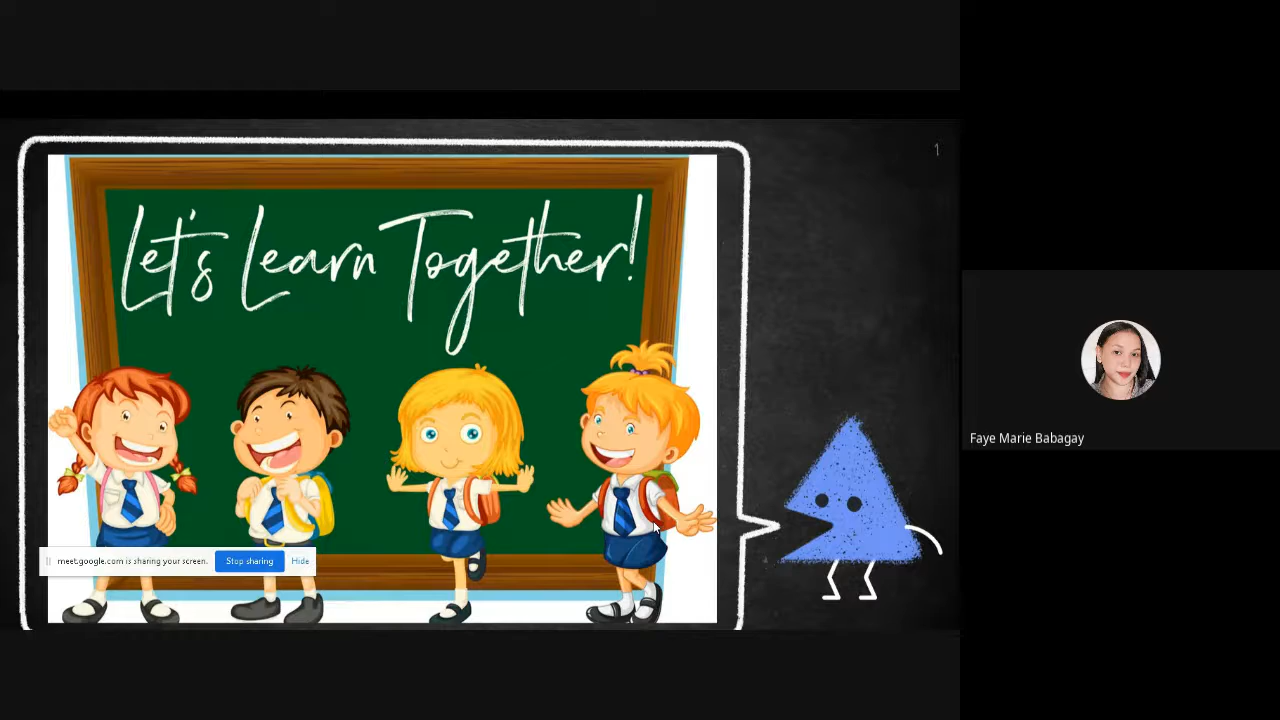 1
Let's Learn Together!
meet.google.com is sharing your screen. Stop sharing Hide
Faye Marie Babagay